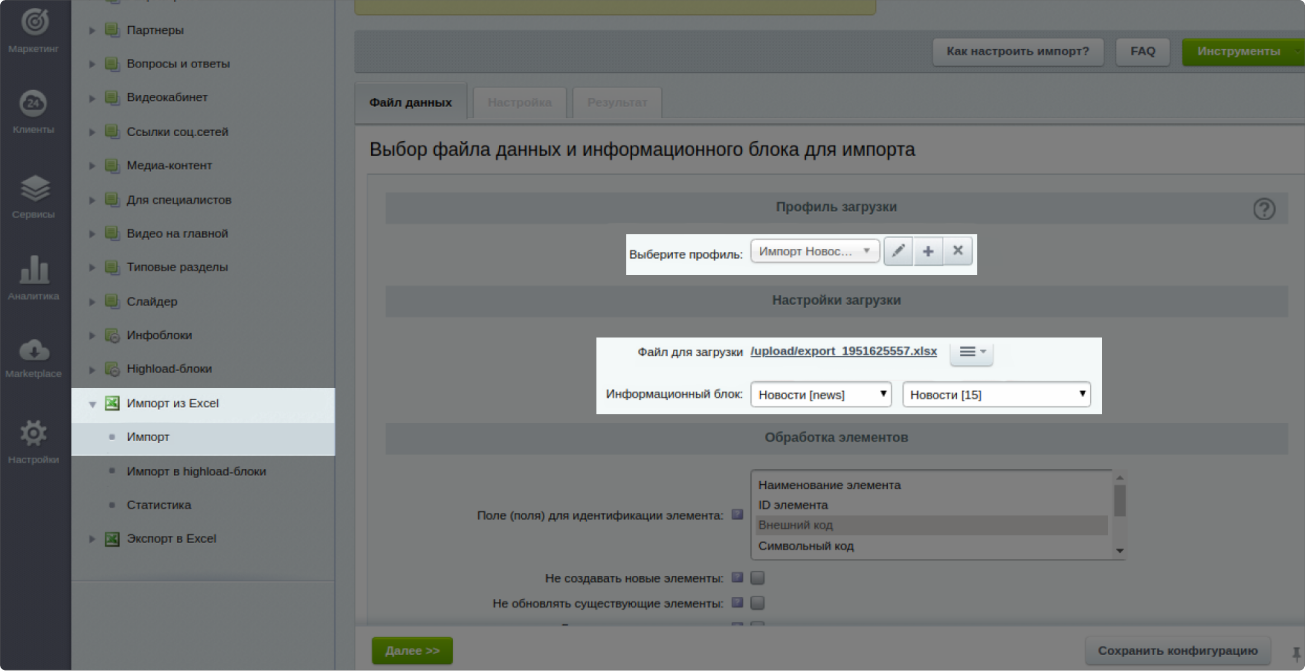 Маркетинг
24
Клиенты
Сервисы
Аналитика
Marketplace
Настройки
Партнеры
Вопросы и ответы
Видеокабинет
Ссылки соц.сетей
Медиа-контент
Для специалистов
Видео на главной
Типовые разделы
Слайдер
Инфоблоки
Highload-блоки
Импорт из Excel
Импорт
Импорт в highload-блоки
Статистика
Экспорт в Excel
Как настроить импорт? FAQ Инструменты
Файл данных Настройка Результат
Выбор файла данных и информационного блока для импорта
Профиль загрузки
Выберите профиль: Импорт Новос...
Настройки загрузки
Файл для загрузки /upload/export_1951625557.xlsx
Информационный блок: Новости [news] Новости [15]
Обработка элементов
Поле (поля) для идентификации элемента:
Наименование элемента
ID элемента
Внешний код
Символьный код
Не создавать новые элементы:
Не обновлять существующие элементы:
Далее >> Сохранить конфигурацию